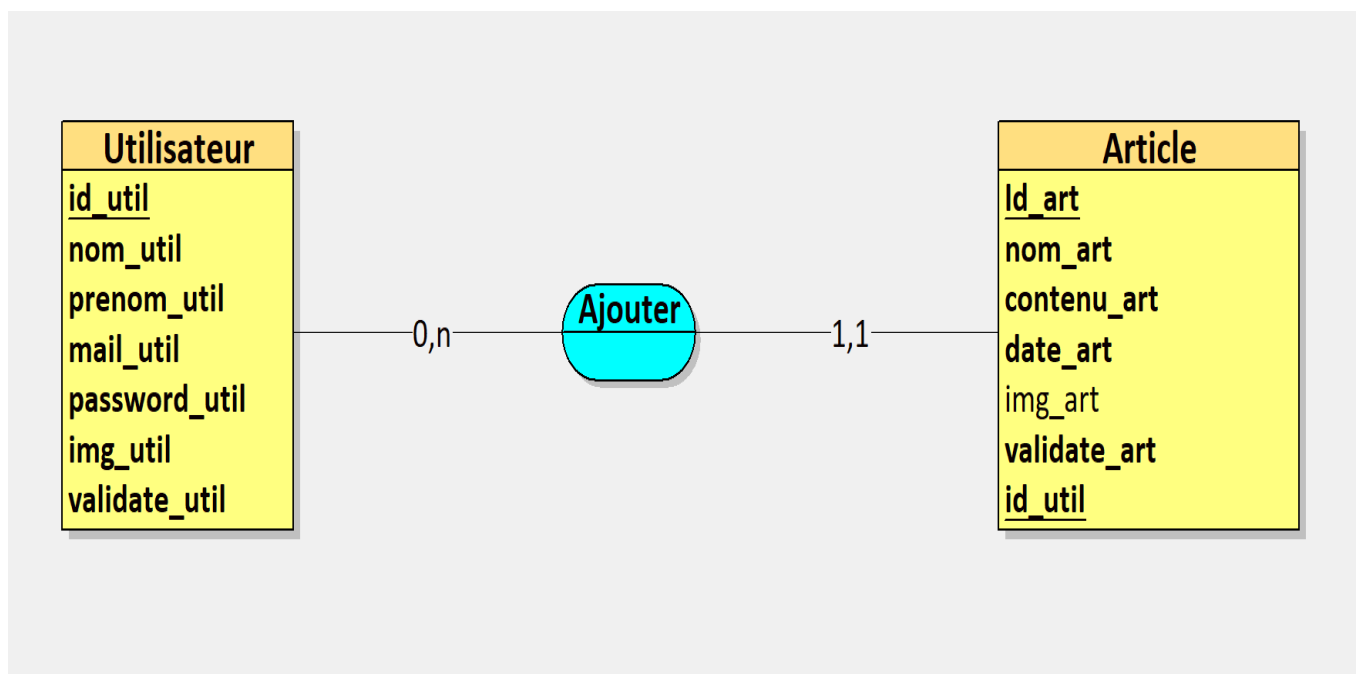 Utilisateur
id_util
nom_util
prenom_util
mail_util
password_util
img_util
validate_util
0,n
Ajouter
1,1
Article
Id_art
nom_art
contenu_art
date_art
img_art
validate_art
id_util